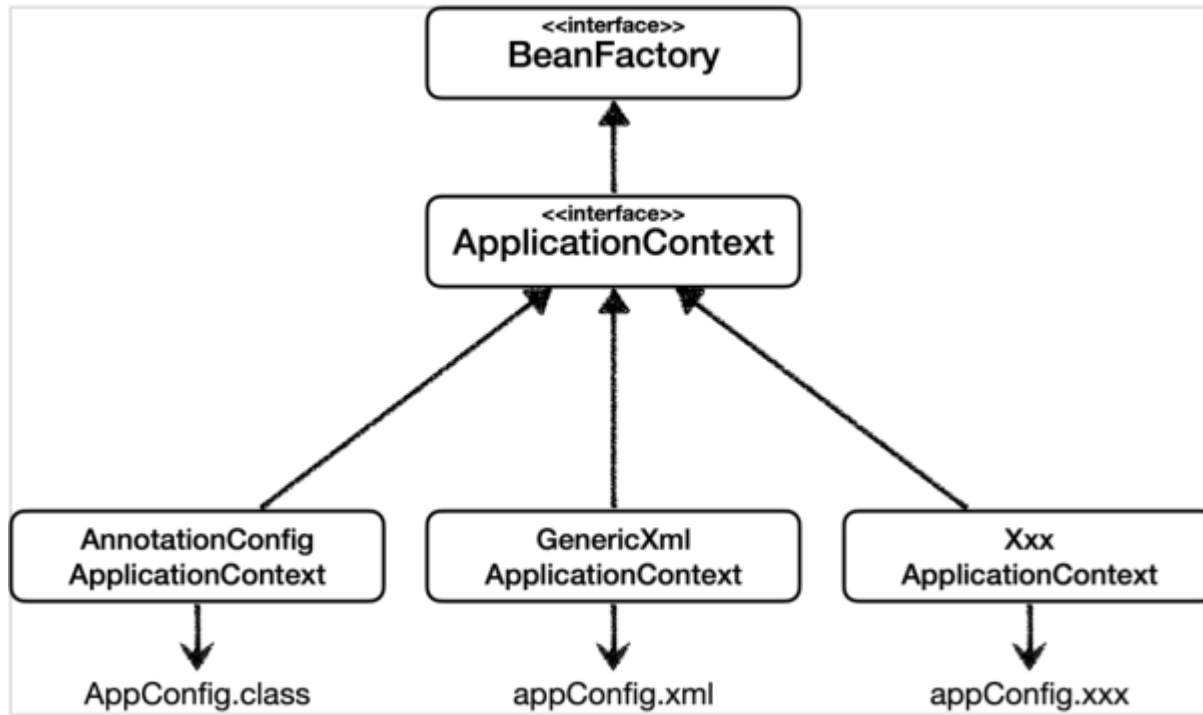 <<interface>>
BeanFactory
<<interface>>
ApplicationContext
AnnotationConfig
ApplicationContext
GenericXml
ApplicationContext
Xxx
ApplicationContext
AppConfig.class
appConfig.xml
appConfig.xxx